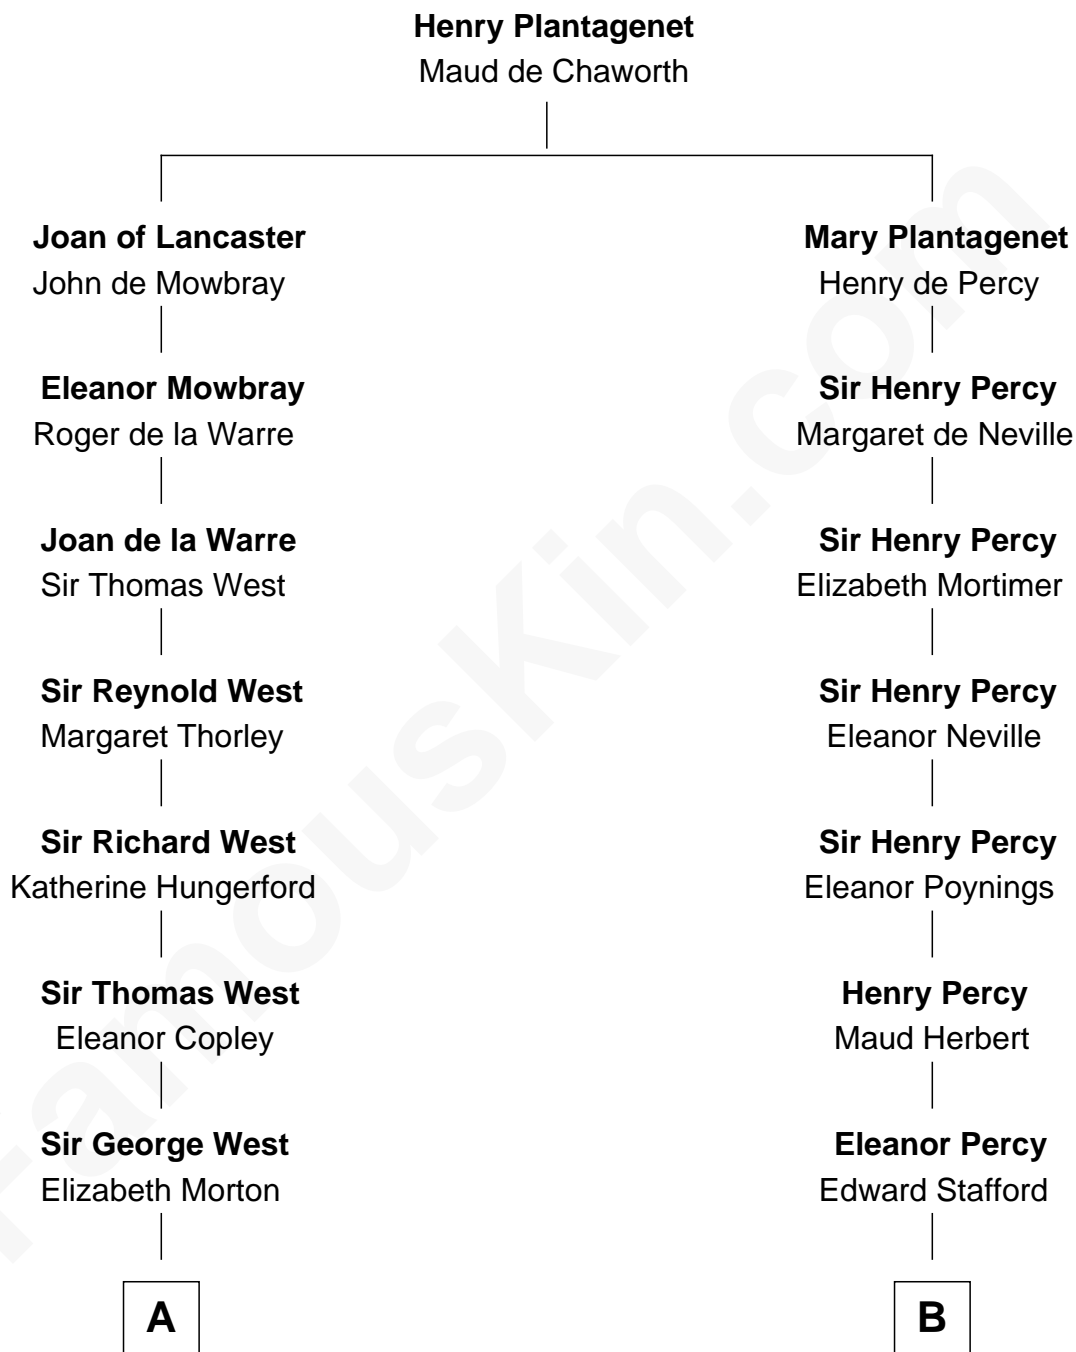 Henry Plantagenet
Maud de Chaworth
Joan of Lancaster
John de Mowbray
Mary Plantagenet
Henry de Percy
Eleanor Mowbray
Roger de la Warre
Sir Henry Percy
Margaret de Neville
Joan de la Warre
Sir Thomas West
Sir Henry Percy
Elizabeth Mortimer
Sir Reynold West
Margaret Thorley
Sir Henry Percy
Eleanor Neville
Sir Richard West
Katherine Hungerford
Sir Henry Percy
Eleanor Poynings
Sir Thomas West
Eleanor Copley
Henry Percy
Maud Herbert
Sir George West
Elizabeth Morton
Eleanor Percy
Edward Stafford
A
B
FamousKin.com